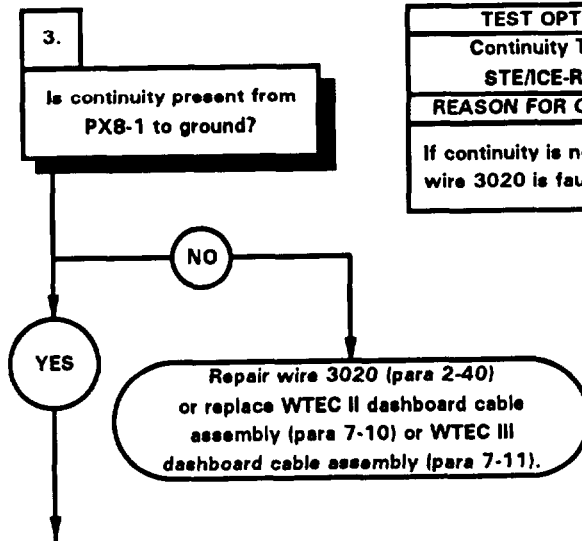 3.
Is continuity present from
PX8-1 to ground?
TEST OPT
Continuity T
STE/ICE-R
REASON FOR
If continuity is n
wire 3020 is fau
NO
YES
Repair wire 3020 (para 2-40)
or replace WTEC II dashboard cable
assembly (para 7-10) or WTEC III
dashboard cable assembly (para 7-11).